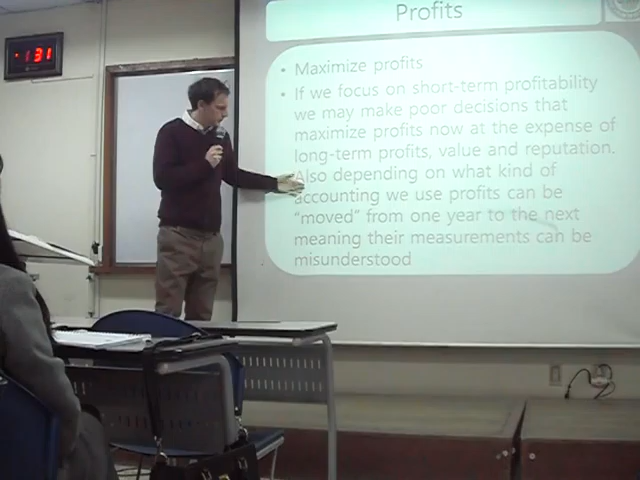 Profits
• Maximize profits
• If we focus on short-term profitability
we may make poor decisions that
maximize profits now at the expense of
long-term profits, value and reputation.
Also depending on what kind of
accounting we use profits can be
"moved" from one year to the next
meaning their measurements can be
misunderstood